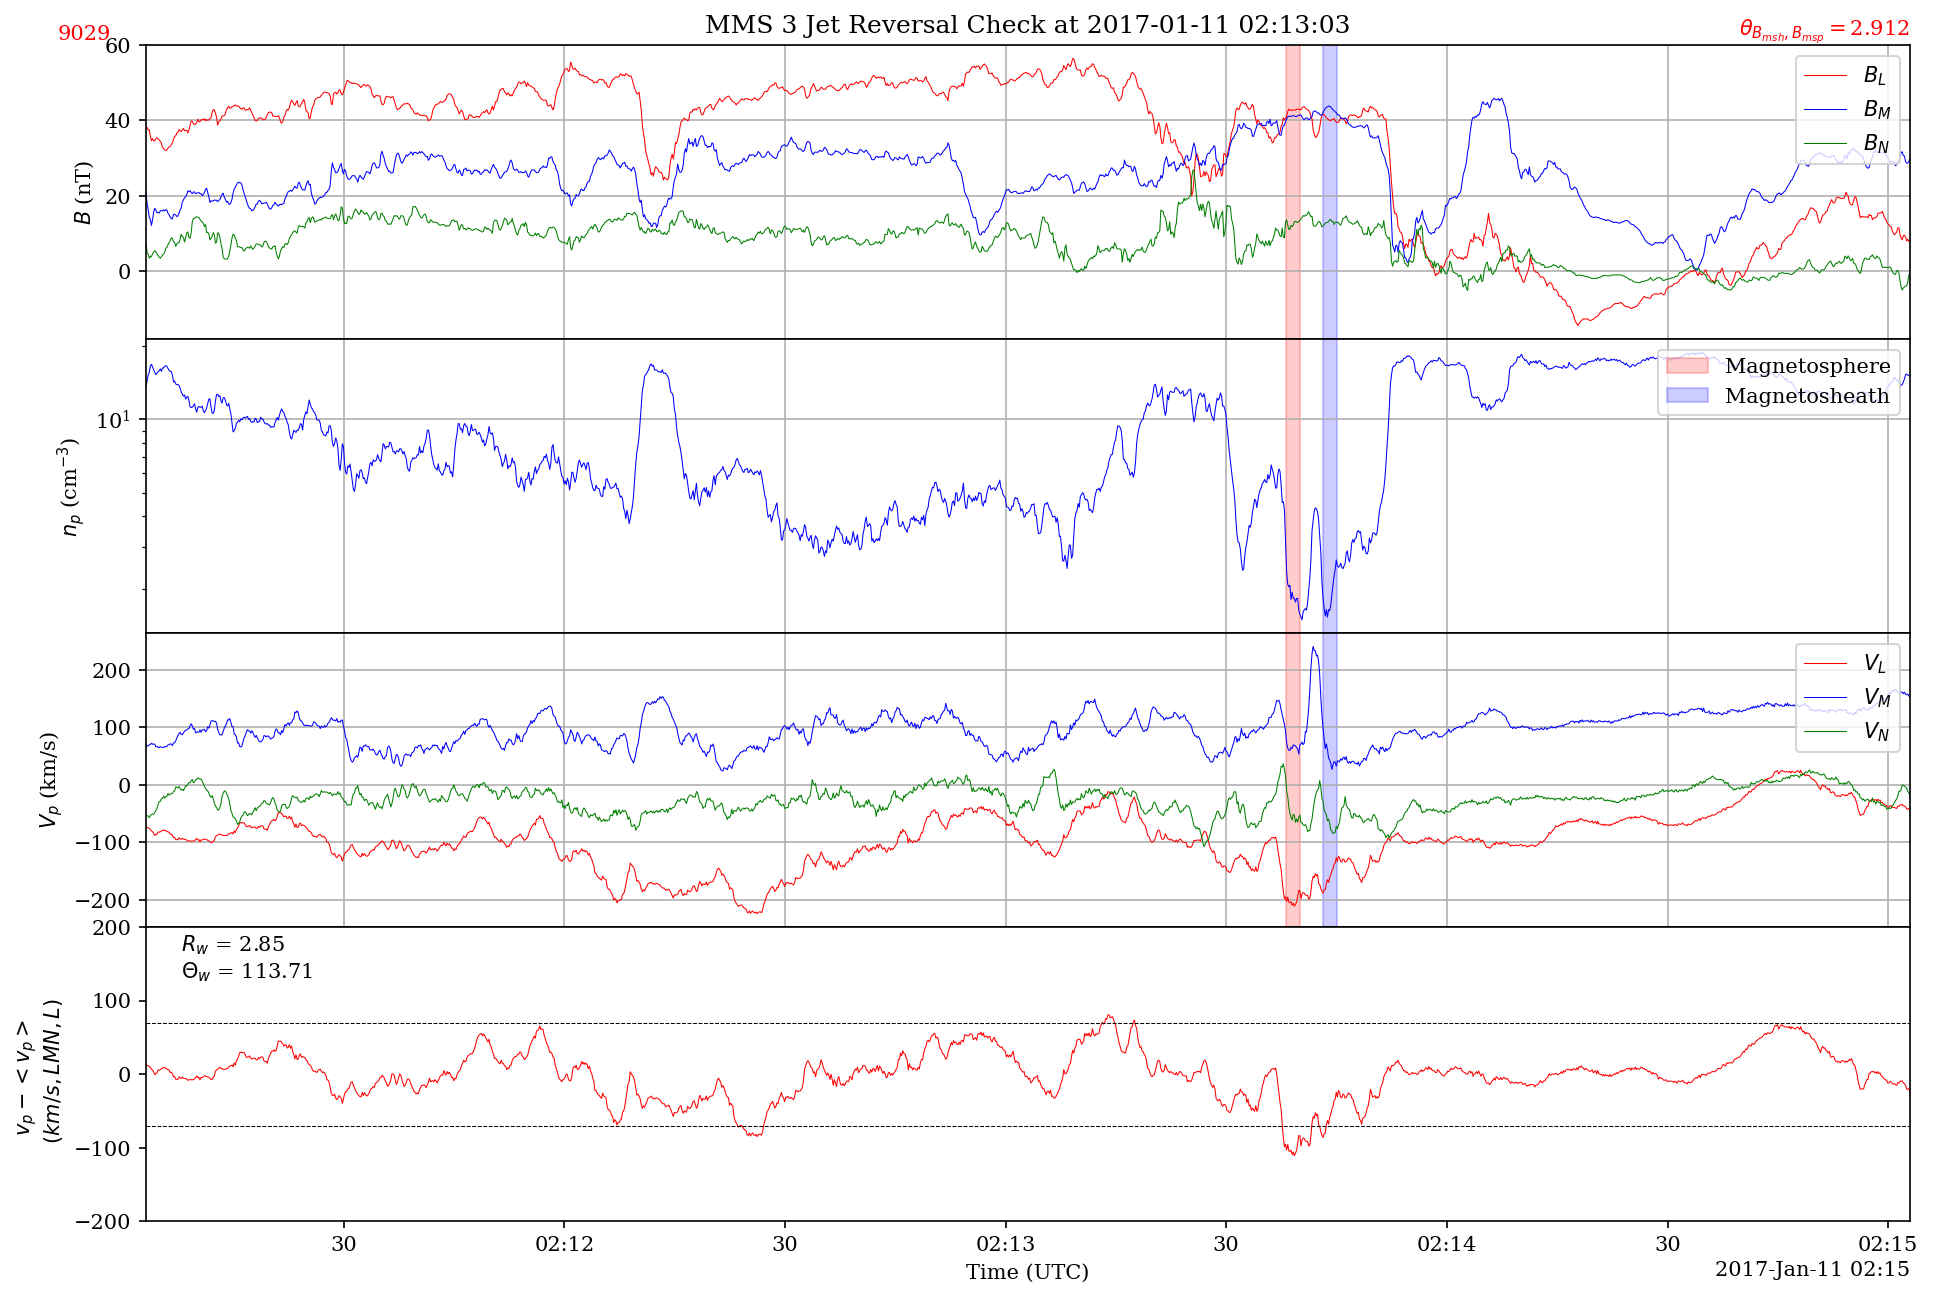 MMS 3 Jet Reversal Check at 2017-01-11 02:13:03
9029
θ_{B_{msh}, B_{msp}} = 2.912
60
40
20
0
B (nT)
B_L
B_M
B_N
10^1
n_p (cm^{−3})
Magnetosphere
Magnetosheath
200
100
0
−100
−200
V_p (km/s)
V_L
V_M
V_N
200
100
0
−100
−200
v_p − < v_p >
(km/s, LMN, L)
R_w = 2.85
Θ_w = 113.71
30 02:12 30 02:13 30 02:14 30 02:15
Time (UTC)
2017-Jan-11 02:15